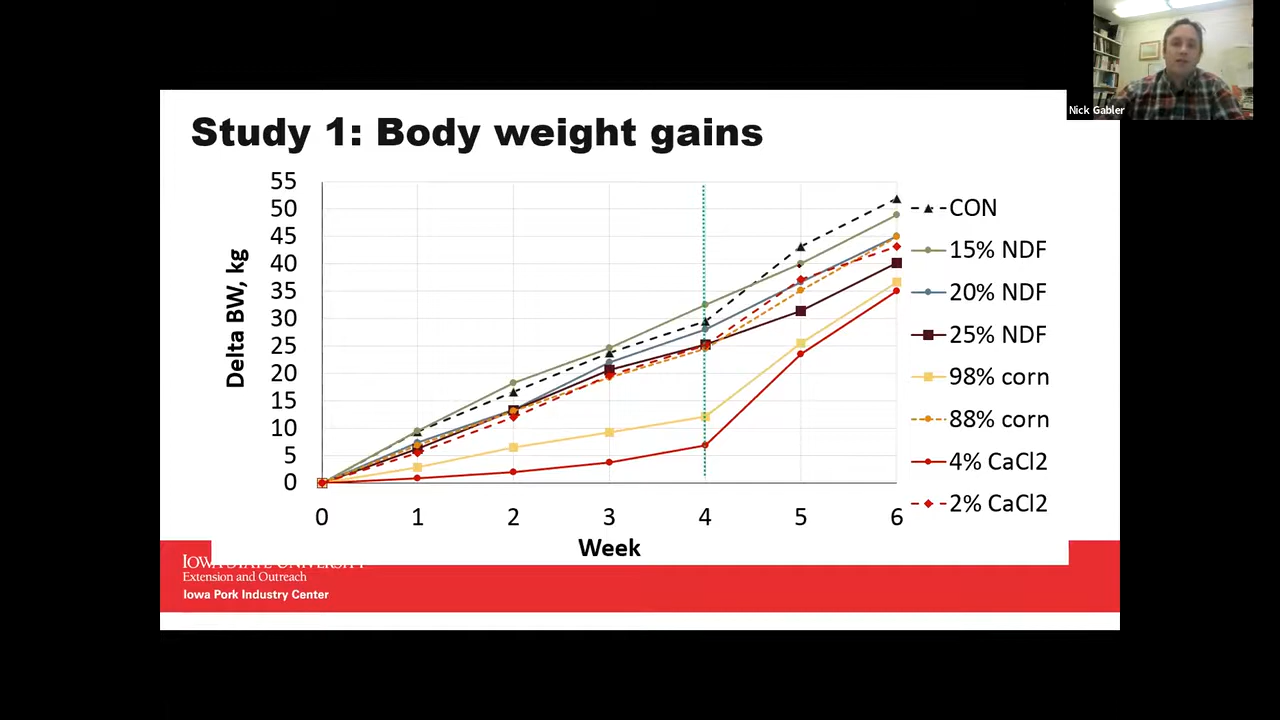 Nick Gabler
Study 1: Body weight gains
Delta BW, kg
55
50
45
40
35
30
25
20
15
10
5
0
0 1 2 3 4 5 6
Week
CON
15% NDF
20% NDF
25% NDF
98% corn
88% corn
4% CaCl2
2% CaCl2
IOWA STATE UNIVERSITY
Extension and Outreach
Iowa Pork Industry Center